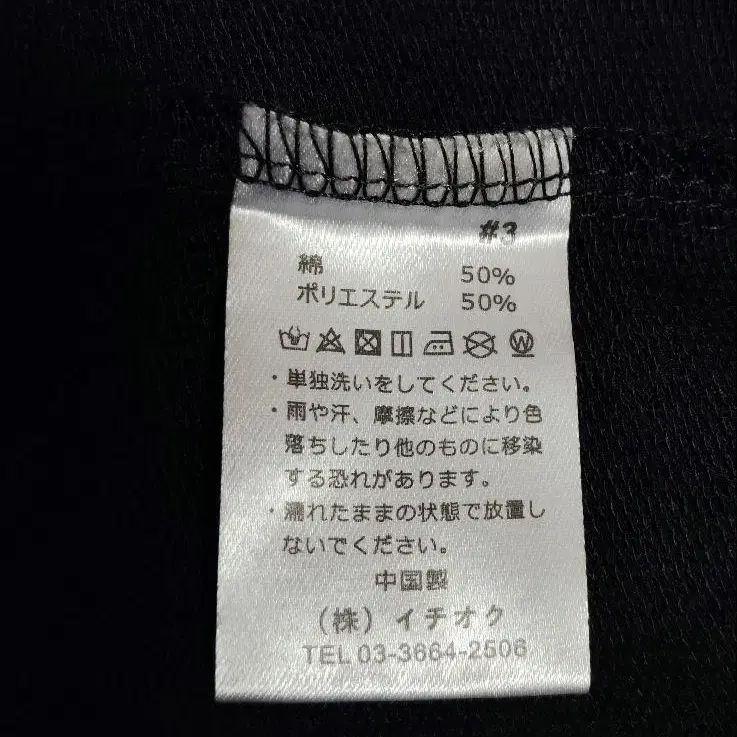 #3
綿 50%
ポリエステル 50%
・単独洗いをしてください。
・雨や汗、摩擦などにより色
落ちしたり他のものに移染
する恐れがあります。
・濡れたままの状態で放置し
ないでください。
中国製
（株）イチオク
TEL 03-3664-2506